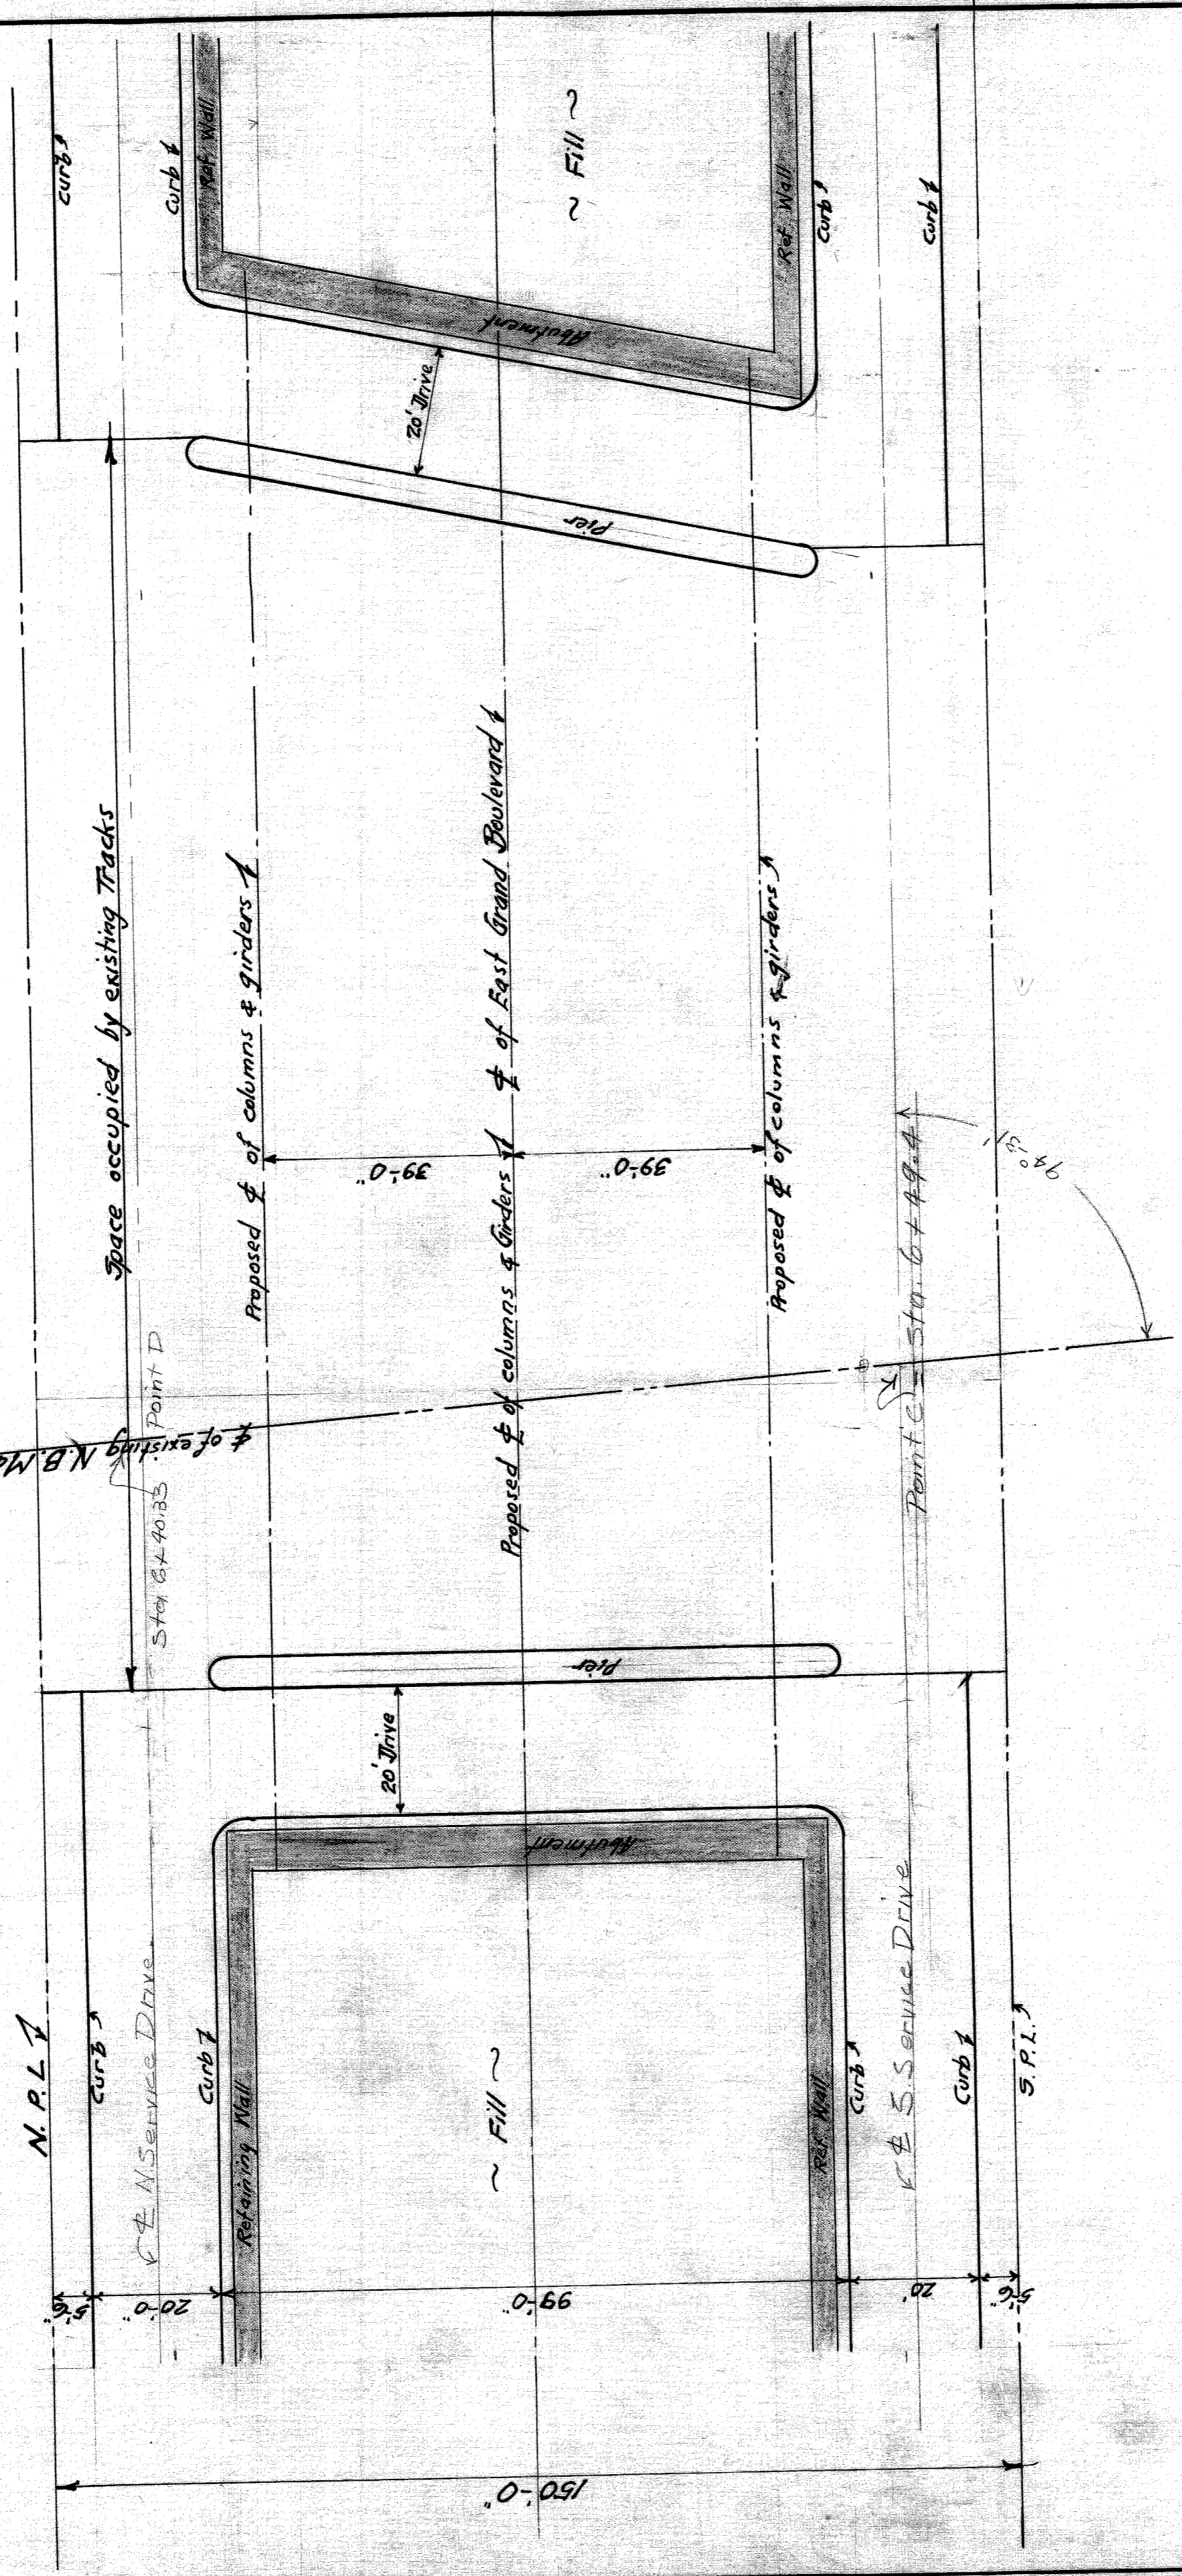 N. P. L
Curb
℄ N Service Drive
Curb
Retaining Wall
~ Fill ~
Ret. Wall
Curb
℄ S Service Drive
Curb
S. P. L.
5'-6"
20'-0"
99'-0"
20'
5'-6"
150'-0"
Abutment
20' Drive
Pier
Space occupied by existing Tracks
Sta. 6+40.33 Point D
℄ of existing N.B. Ma
Proposed ℄ of columns & girders
39'-0"
Proposed ℄ of columns & Girders
℄ of East Grand Boulevard
39'-0"
Proposed ℄ of columns & girders
Point C = Sta. 6+49.4
94° 31'
Pier
20' Drive
Abutment
Curb
Curb
Ret. Wall
~ Fill ~
Ret. Wall
Curb
Curb